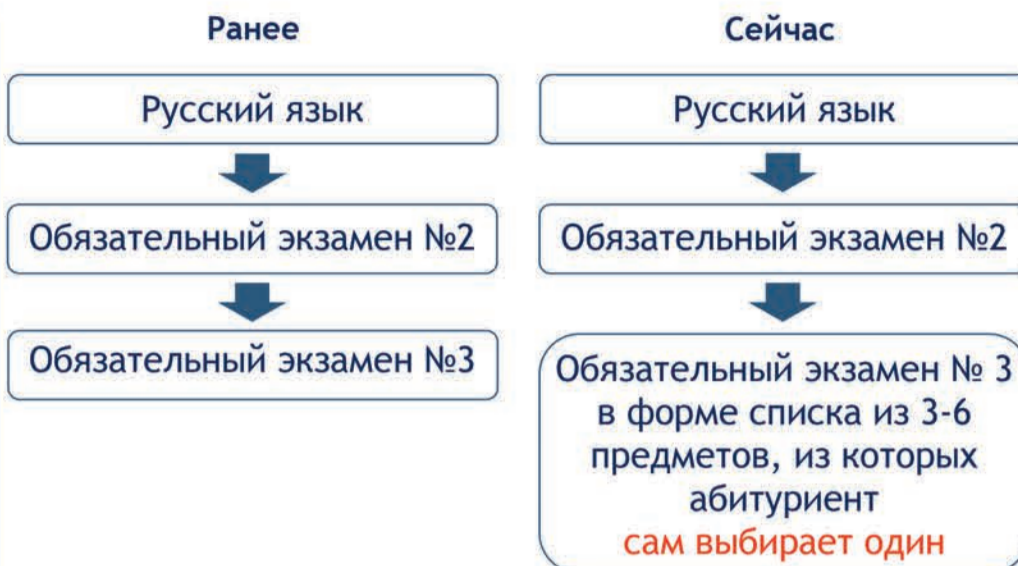 Ранее
Русский язык
Обязательный экзамен №2
Обязательный экзамен №3
Сейчас
Русский язык
Обязательный экзамен №2
Обязательный экзамен № 3
в форме списка из 3-6
предметов, из которых
абитуриент
сам выбирает один